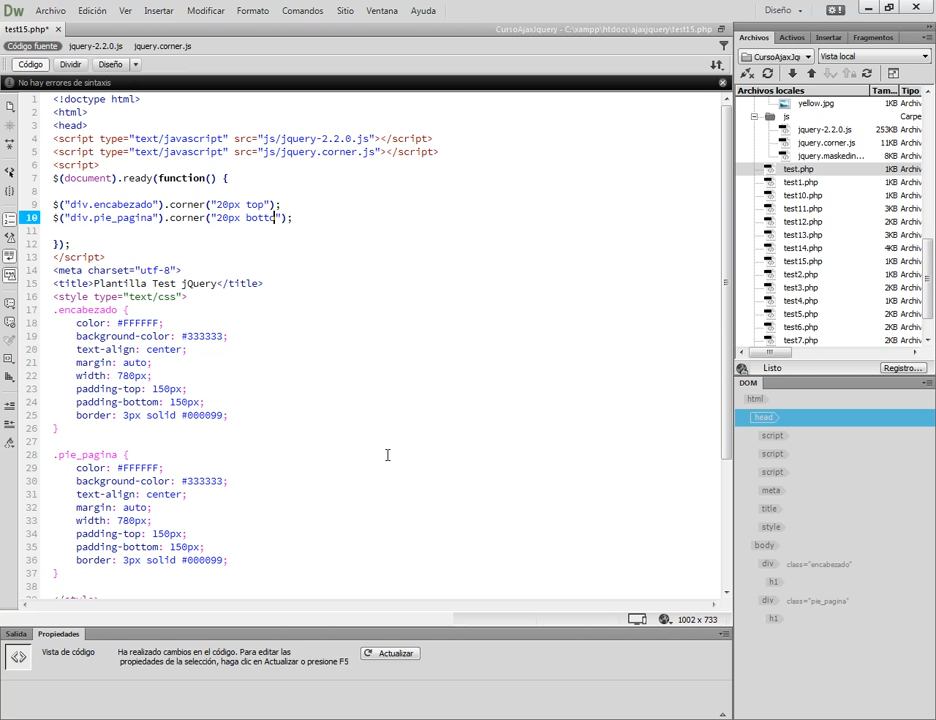 Dw Archivo Edición Ver Insertar Modificar Formato Comandos Sitio Ventana Ayuda Diseño
test15.php* CursoAjaxJquery - C:\xampp\htdocs\ajaxjquery\test15.php
Código fuente jquery-2.2.0.js jquery.corner.js
Código Dividir Diseño
No hay errores de sintaxis
1 <!doctype html>
2 <html>
3 <head>
4 <script type="text/javascript" src="js/jquery-2.2.0.js"></script>
5 <script type="text/javascript" src="js/jquery.corner.js"></script>
6 <script>
7 $(document).ready(function() {
8
9 $("div.encabezado").corner("20px top");
10 $("div.pie_pagina").corner("20px botto");
11
12 });
13 </script>
14 <meta charset="utf-8">
15 <title>Plantilla Test jQuery</title>
16 <style type="text/css">
17 .encabezado {
18 color: #FFFFFF;
19 background-color: #333333;
20 text-align: center;
21 margin: auto;
22 width: 780px;
23 padding-top: 150px;
24 padding-bottom: 150px;
25 border: 3px solid #000099;
26 }
27
28 .pie_pagina {
29 color: #FFFFFF;
30 background-color: #333333;
31 text-align: center;
32 margin: auto;
33 width: 780px;
34 padding-top: 150px;
35 padding-bottom: 150px;
36 border: 3px solid #000099;
37 }
38
1002 x 733
Salida Propiedades
Vista de código
Ha realizado cambios en el código. Para editar las
propiedades de la selección, haga clic en Actualizar o presione F5
Actualizar
Archivos Activos Insertar Fragmentos
CursoAjaxJq Vista local
Archivos locales Tam... Tipo
yellow.jpg 1KB Archiv
js Carpe
jquery-2.2.0.js 253KB Archiv
jquery.corner.js 11KB Archiv
jquery.maskedin... 8KB Archiv
test.php 1KB Archiv
test1.php 1KB Archiv
test10.php 1KB Archiv
test11.php 3KB Archiv
test12.php 2KB Archiv
test13.php 3KB Archiv
test14.php 4KB Archiv
test15.php 1KB Archiv
test2.php 1KB Archiv
test3.php 2KB Archiv
test4.php 1KB Archiv
test5.php 1KB Archiv
test6.php 2KB Archiv
test7.php 2KB Archiv
Listo Registro...
DOM
html
head
script
script
script
meta
title
style
body
div class="encabezado"
h1
div class="pie_pagina"
h1